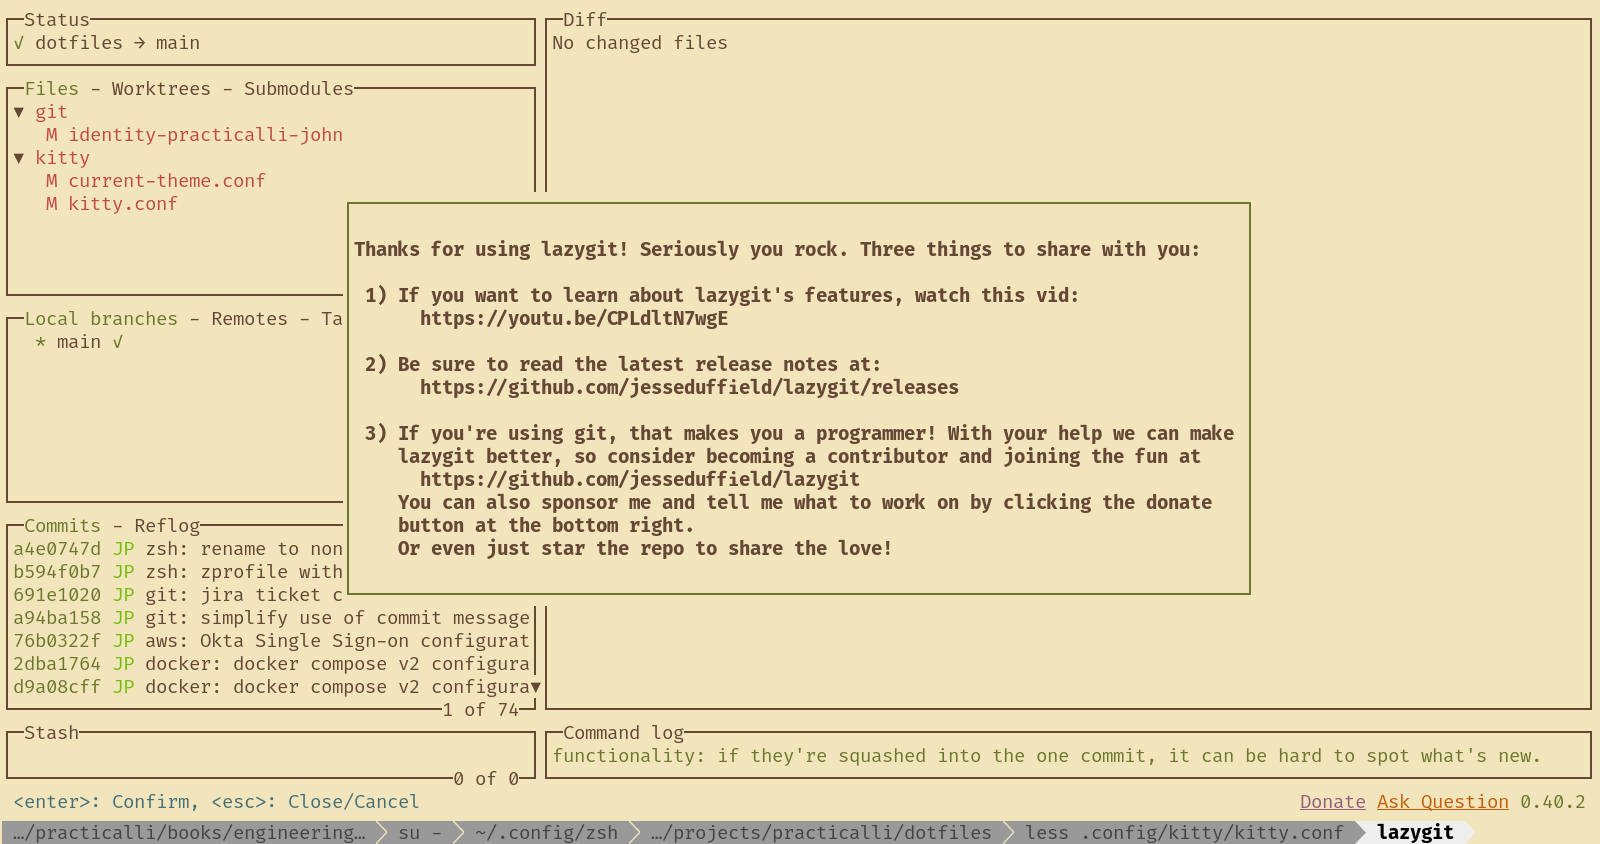 Status
√ dotfiles → main
Files - Worktrees - Submodules
▼ git
M identity-practicalli-john
▼ kitty
M current-theme.conf
M kitty.conf
Local branches - Remotes - Ta
* main √
Commits - Reflog
a4e0747d JP zsh: rename to non
b594f0b7 JP zsh: zprofile with
691e1020 JP git: jira ticket c
a94ba158 JP git: simplify use of commit message
76b0322f JP aws: Okta Single Sign-on configurat
2dba1764 JP docker: docker compose v2 configura
d9a08cff JP docker: docker compose v2 configura▼
1 of 74
Stash
0 of 0
Diff
No changed files
Thanks for using lazygit! Seriously you rock. Three things to share with you:
1) If you want to learn about lazygit's features, watch this vid:
https://youtu.be/CPLdltN7wgE
2) Be sure to read the latest release notes at:
https://github.com/jesseduffield/lazygit/releases
3) If you're using git, that makes you a programmer! With your help we can make
lazygit better, so consider becoming a contributor and joining the fun at
https://github.com/jesseduffield/lazygit
You can also sponsor me and tell me what to work on by clicking the donate
button at the bottom right.
Or even just star the repo to share the love!
Command log
functionality: if they're squashed into the one commit, it can be hard to spot what's new.
<enter>: Confirm, <esc>: Close/Cancel
Donate Ask Question 0.40.2
…/practicalli/books/engineering… su - ~/.config/zsh …/projects/practicalli/dotfiles less .config/kitty/kitty.conf lazygit